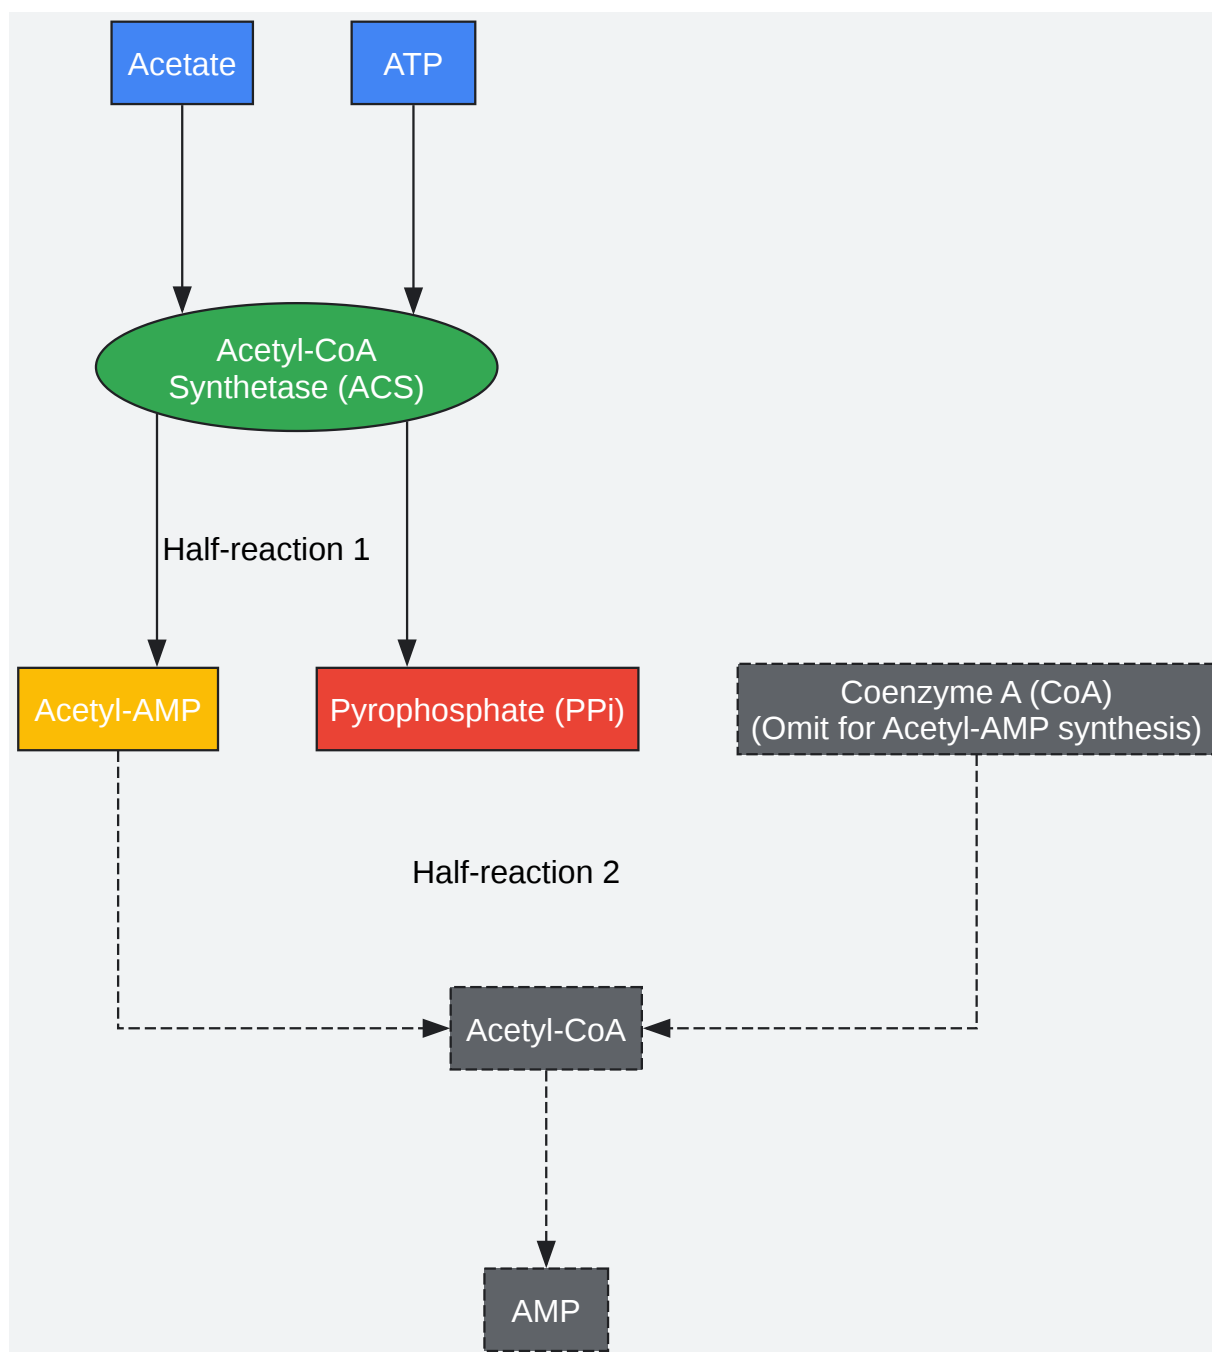 Acetate
ATP
Acetyl-CoA
Synthetase (ACS)
Half-reaction 1
Acetyl-AMP
Pyrophosphate (PPi)
Coenzyme A (CoA)
(Omit for Acetyl-AMP synthesis)
Half-reaction 2
Acetyl-CoA
AMP